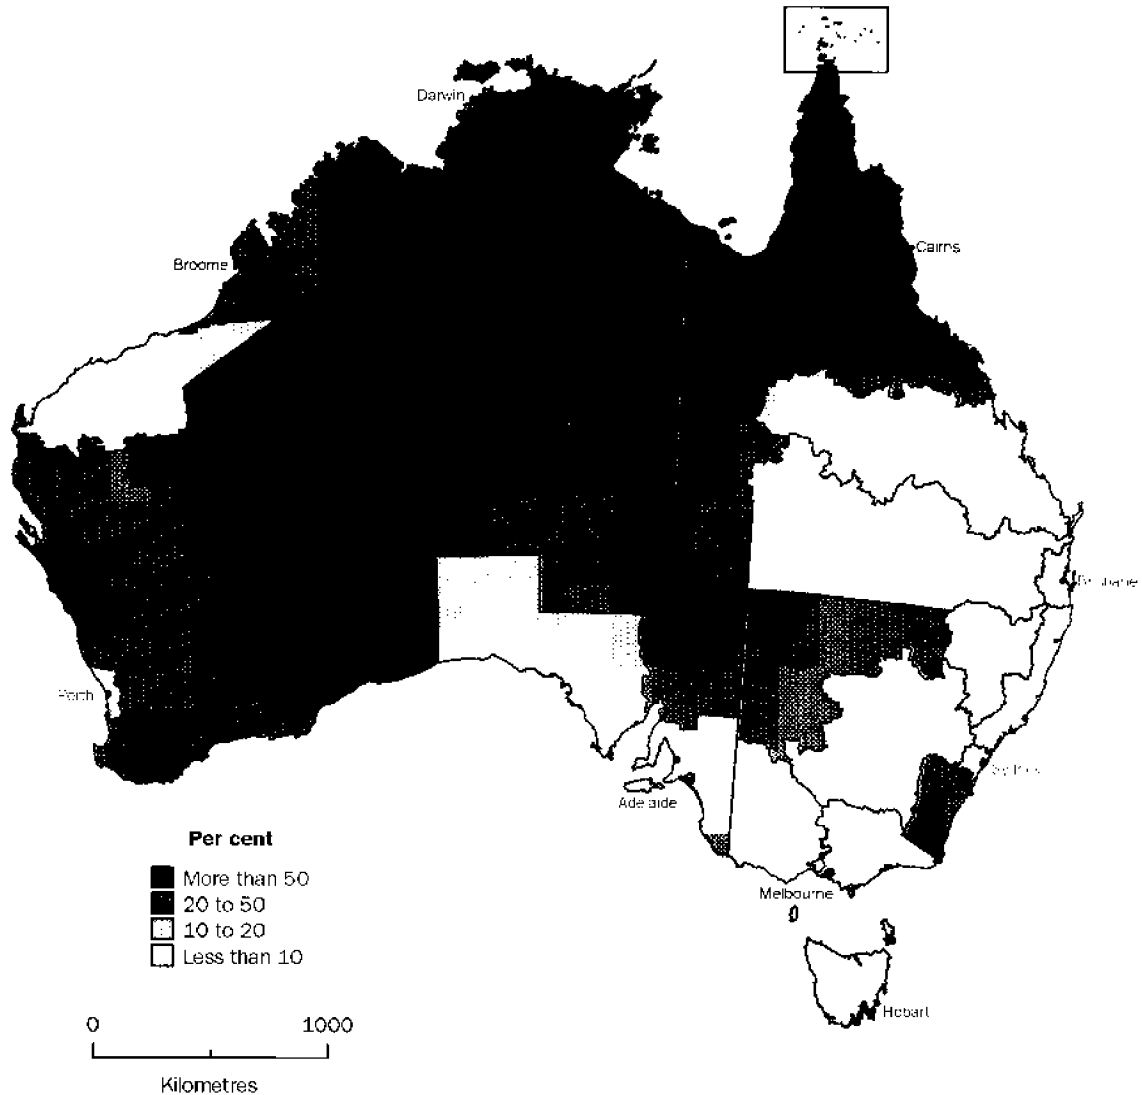 Darwin
Cairns
Broome
Perth
Adelaide
Melbourne
Hobart
Per cent
More than 50
20 to 50
10 to 20
Less than 10
0 1000
Kilometres